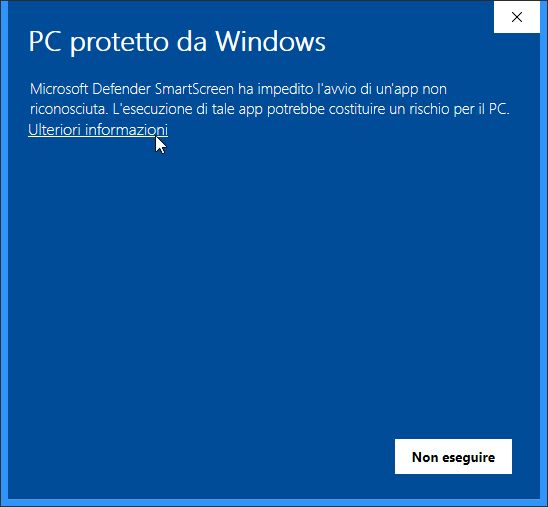 PC protetto da Windows
Microsoft Defender SmartScreen ha impedito l'avvio di un'app non
riconosciuta. L'esecuzione di tale app potrebbe costituire un rischio per il PC.
Ulteriori informazioni
Non eseguire